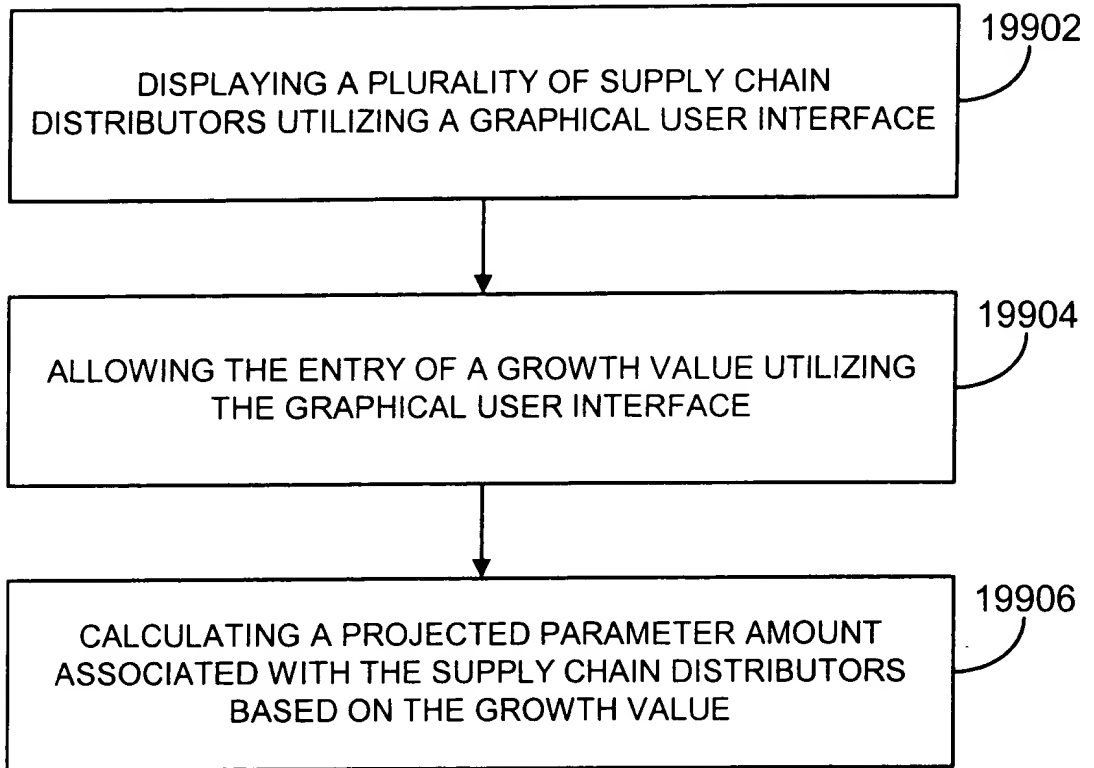 19902
DISPLAYING A PLURALITY OF SUPPLY CHAIN
DISTRIBUTORS UTILIZING A GRAPHICAL USER INTERFACE
19904
ALLOWING THE ENTRY OF A GROWTH VALUE UTILIZING
THE GRAPHICAL USER INTERFACE
19906
CALCULATING A PROJECTED PARAMETER AMOUNT
ASSOCIATED WITH THE SUPPLY CHAIN DISTRIBUTORS
BASED ON THE GROWTH VALUE